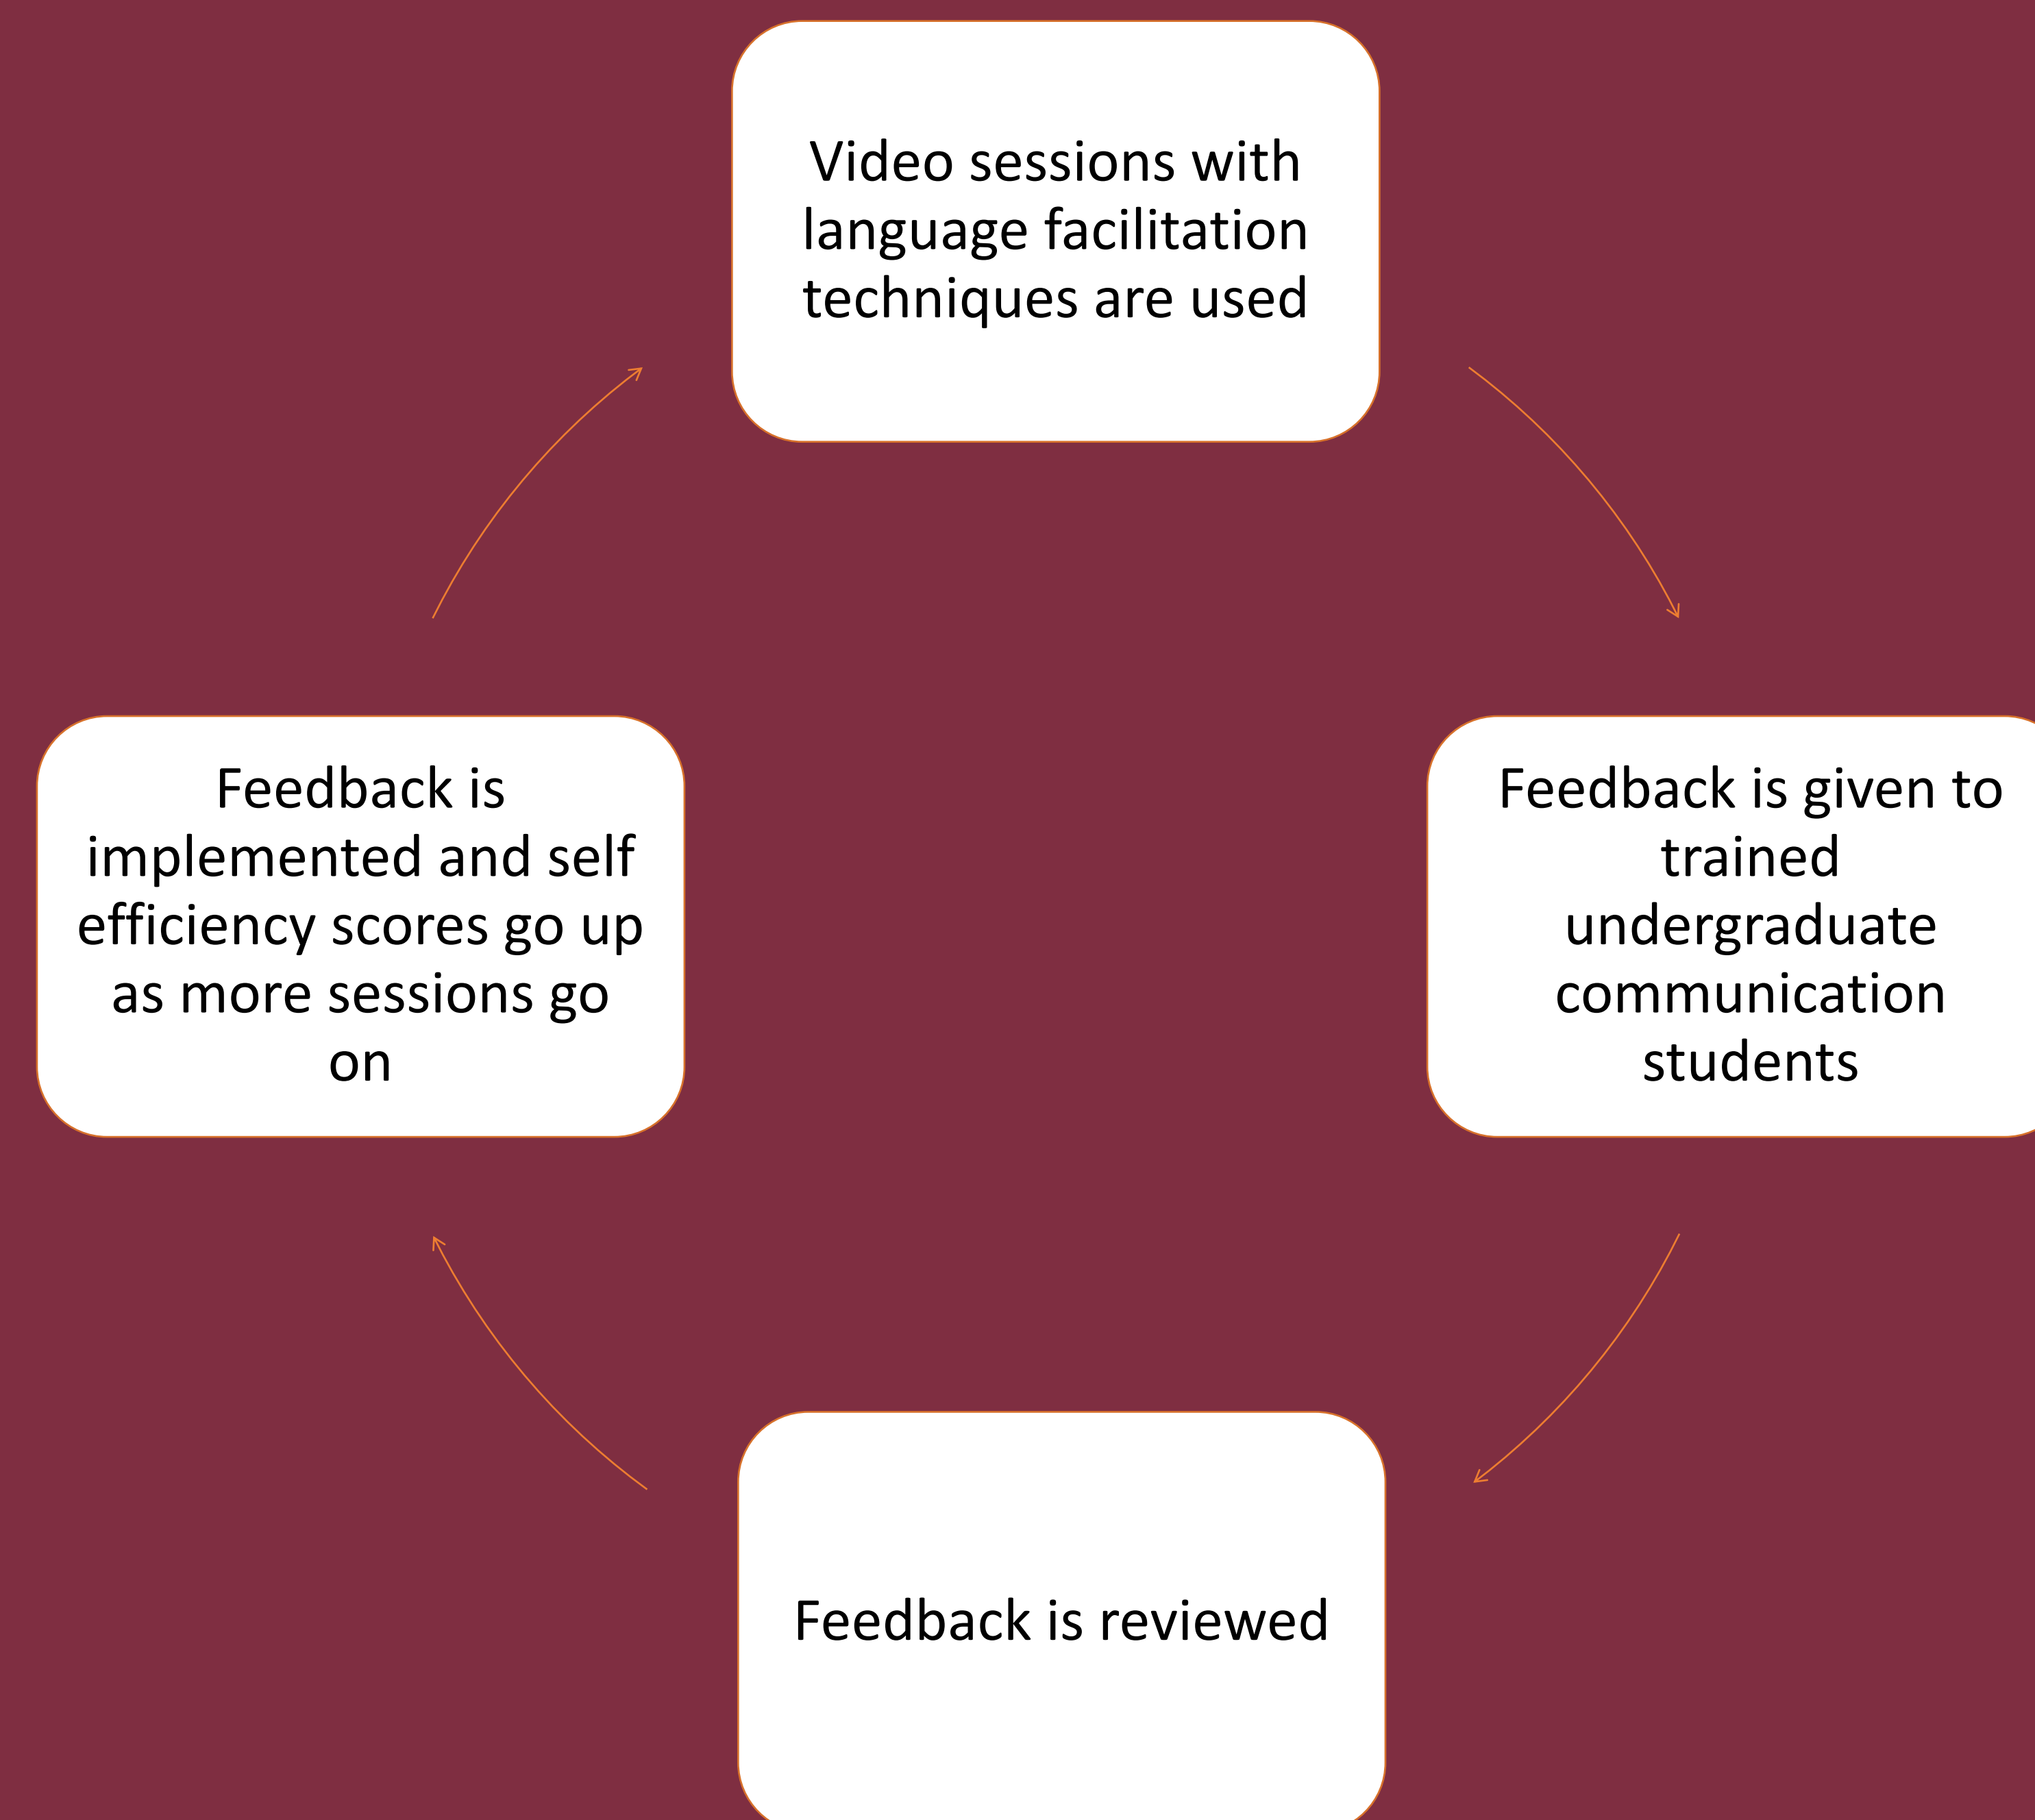 Video sessions with
language facilitation
techniques are used
Feedback is given to
trained
undergraduate
communication
students
Feedback is reviewed
Feedback is
implemented and self
efficiency scores go up
as more sessions go
on